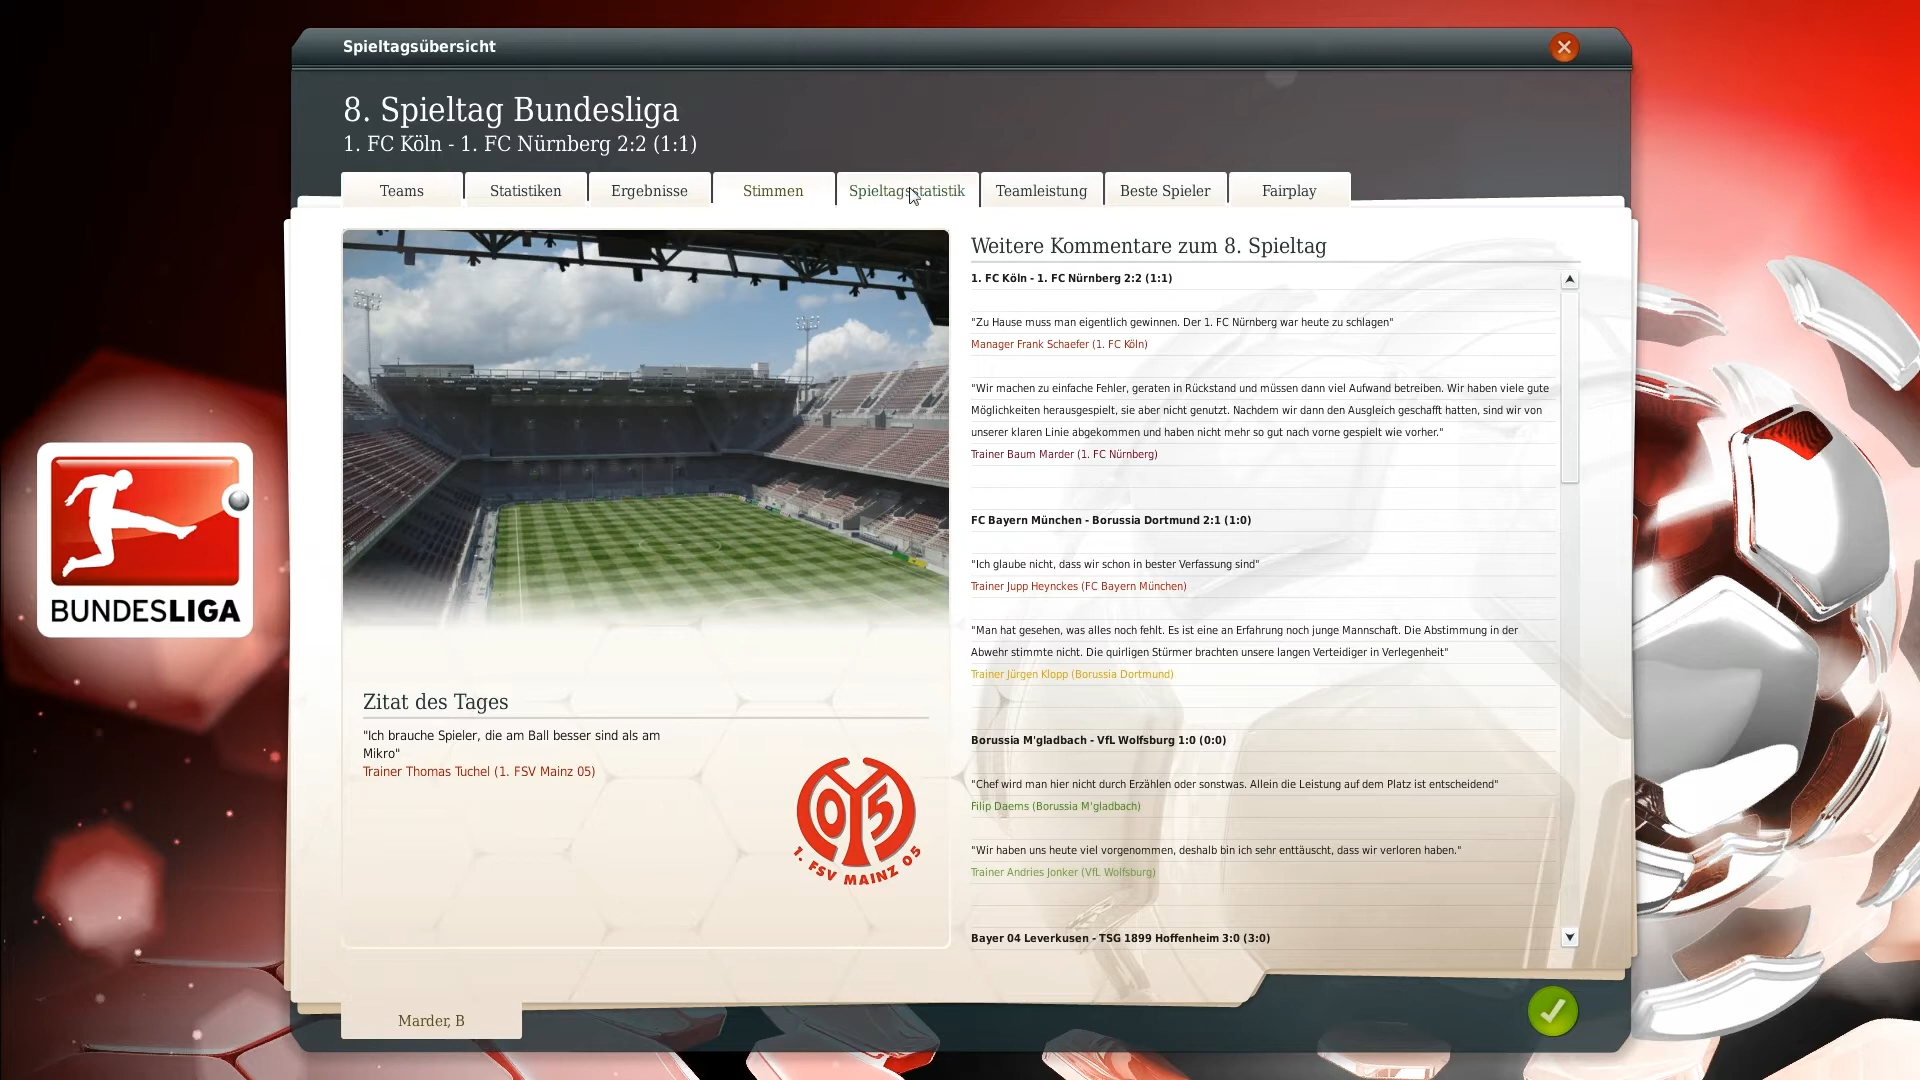 Spieltagsübersicht
8. Spieltag Bundesliga
1. FC Köln - 1. FC Nürnberg 2:2 (1:1)
Teams
Statistiken
Ergebnisse
Stimmen
Spieltagsstatistik
Teamleistung
Beste Spieler
Fairplay
BUNDESLIGA
Zitat des Tages
"Ich brauche Spieler, die am Ball besser sind als am
Mikro"
Trainer Thomas Tuchel (1. FSV Mainz 05)
05
1. FSV MAINZ 05
Weitere Kommentare zum 8. Spieltag
1. FC Köln - 1. FC Nürnberg 2:2 (1:1)
"Zu Hause muss man eigentlich gewinnen. Der 1. FC Nürnberg war heute zu schlagen"
Manager Frank Schaefer (1. FC Köln)
"Wir machen zu einfache Fehler, geraten in Rückstand und müssen dann viel Aufwand betreiben. Wir haben viele gute
Möglichkeiten herausgespielt, sie aber nicht genutzt. Nachdem wir dann den Ausgleich geschafft hatten, sind wir von
unserer klaren Linie abgekommen und haben nicht mehr so gut nach vorne gespielt wie vorher."
Trainer Baum Marder (1. FC Nürnberg)
FC Bayern München - Borussia Dortmund 2:1 (1:0)
"Ich glaube nicht, dass wir schon in bester Verfassung sind"
Trainer Jupp Heynckes (FC Bayern München)
"Man hat gesehen, was alles noch fehlt. Es ist eine an Erfahrung noch junge Mannschaft. Die Abstimmung in der
Abwehr stimmte nicht. Die quirligen Stürmer brachten unsere langen Verteidiger in Verlegenheit"
Trainer Jürgen Klopp (Borussia Dortmund)
Borussia M'gladbach - VfL Wolfsburg 1:0 (0:0)
"Chef wird man hier nicht durch Erzählen oder sonstwas. Allein die Leistung auf dem Platz ist entscheidend"
Filip Daems (Borussia M'gladbach)
"Wir haben uns heute viel vorgenommen, deshalb bin ich sehr enttäuscht, dass wir verloren haben."
Trainer Andries Jonker (VfL Wolfsburg)
Bayer 04 Leverkusen - TSG 1899 Hoffenheim 3:0 (3:0)
Marder, B